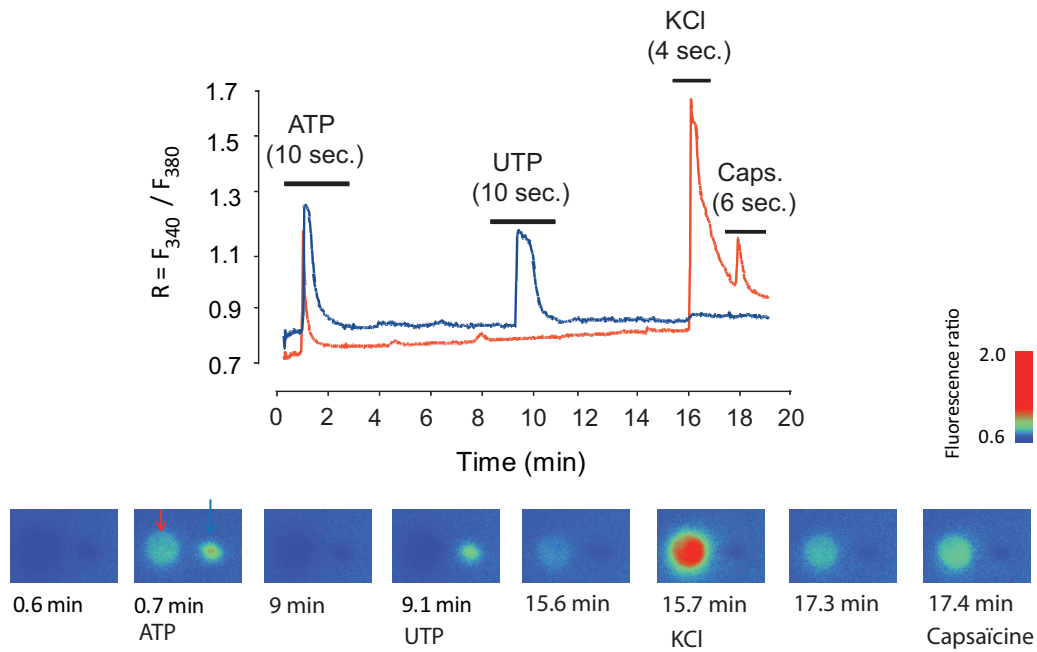 KCl
(4 sec.)
ATP
(10 sec.)
UTP
(10 sec.)
Caps.
(6 sec.)
R = F340 / F380
1.7
1.5
1.3
1.1
0.9
0.7
0 2 4 6 8 10 12 14 16 18 20
Time (min)
Fluorescence ratio
2.0
0.6
0.6 min 0.7 min 9 min 9.1 min 15.6 min 15.7 min 17.3 min 17.4 min
ATP UTP KCl Capsaïcine